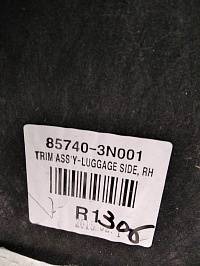 85740-3N001
TRIM ASS'Y-LUGGAGE SIDE, RH
R1306